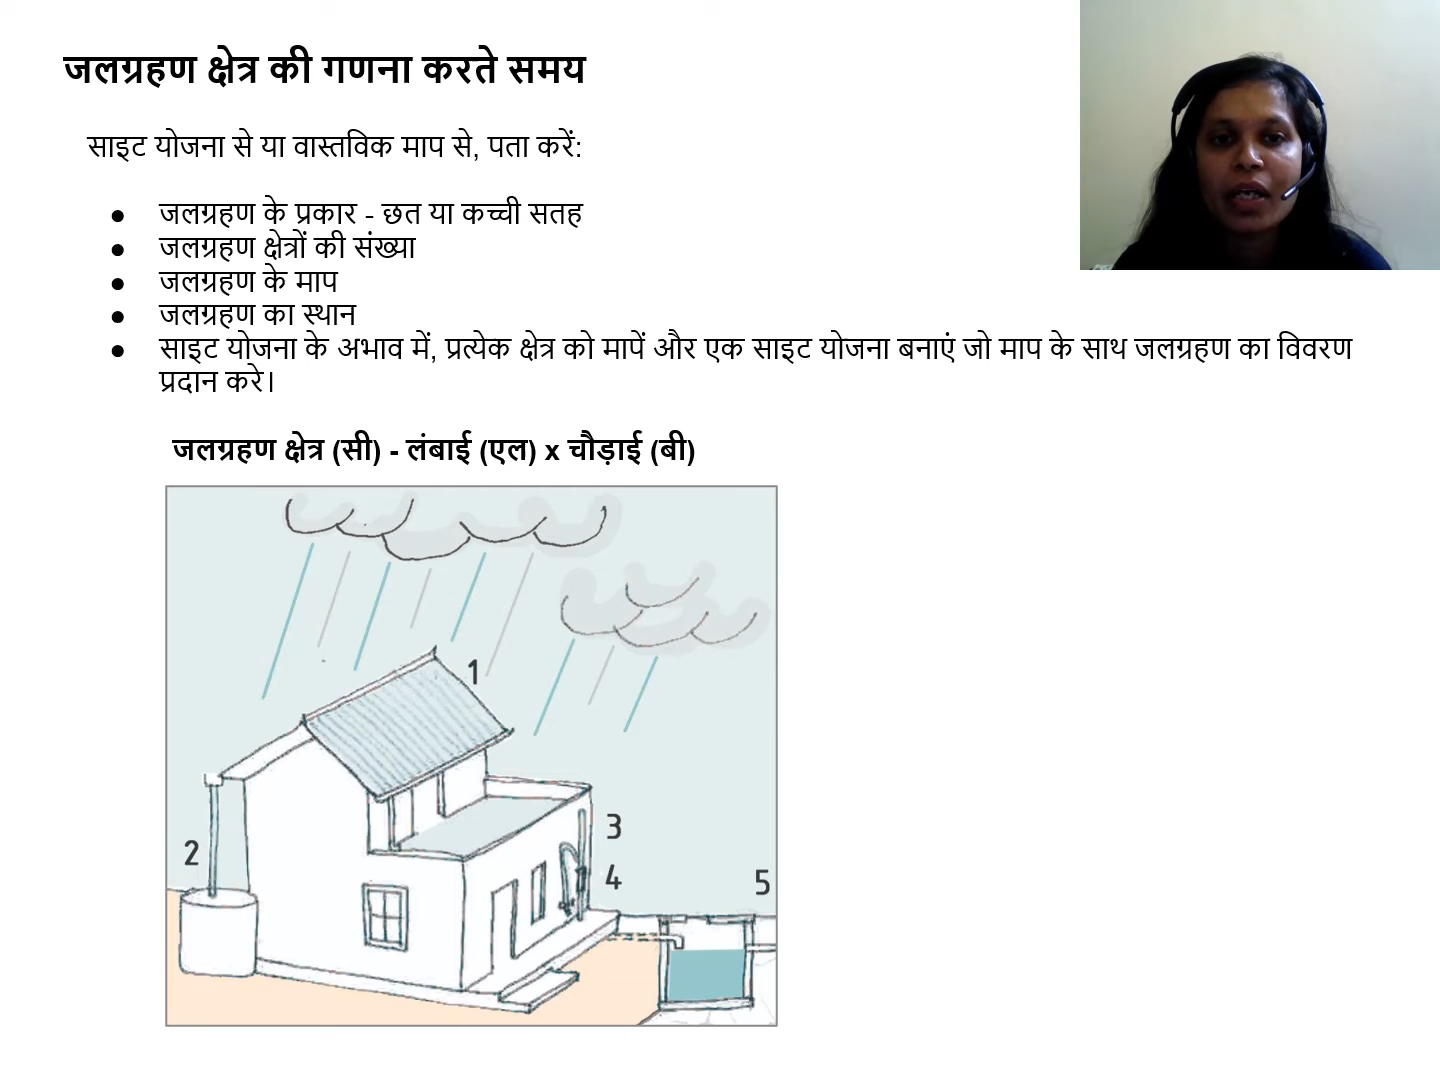 जलग्रहण क्षेत्र की गणना करते समय
साइट योजना से या वास्तविक माप से, पता करें:
● जलग्रहण के प्रकार - छत या कच्ची सतह
● जलग्रहण क्षेत्रों की संख्या
● जलग्रहण के माप
● जलग्रहण का स्थान
● साइट योजना के अभाव में, प्रत्येक क्षेत्र को मापें और एक साइट योजना बनाएं जो माप के साथ जलग्रहण का विवरण
प्रदान करे।
जलग्रहण क्षेत्र (सी) - लंबाई (एल) x चौड़ाई (बी)
1
2
3
4
5